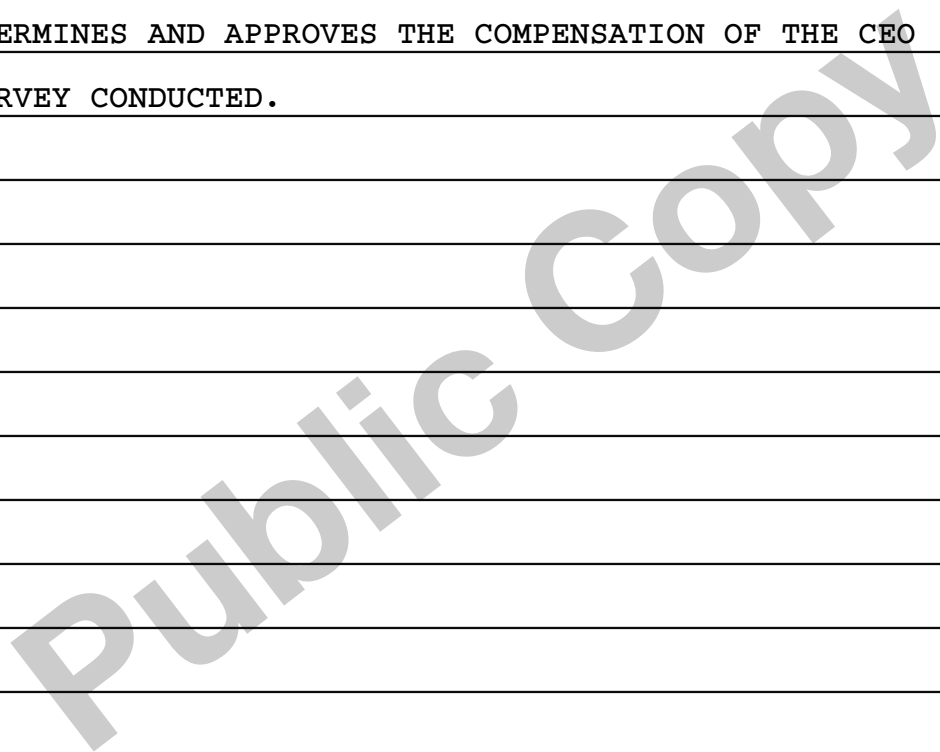 ERMINES AND APPROVES THE COMPENSATION OF THE CEO
RVEY CONDUCTED.
Public Copy